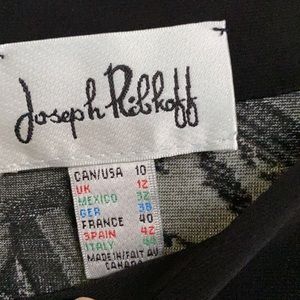 Joseph Ribkoff
CAN/USA 10
UK 12
MEXICO 32
GER 38
FRANCE 40
SPAIN 42
ITALY 44
MADE IN/FAIT AU
CANADA